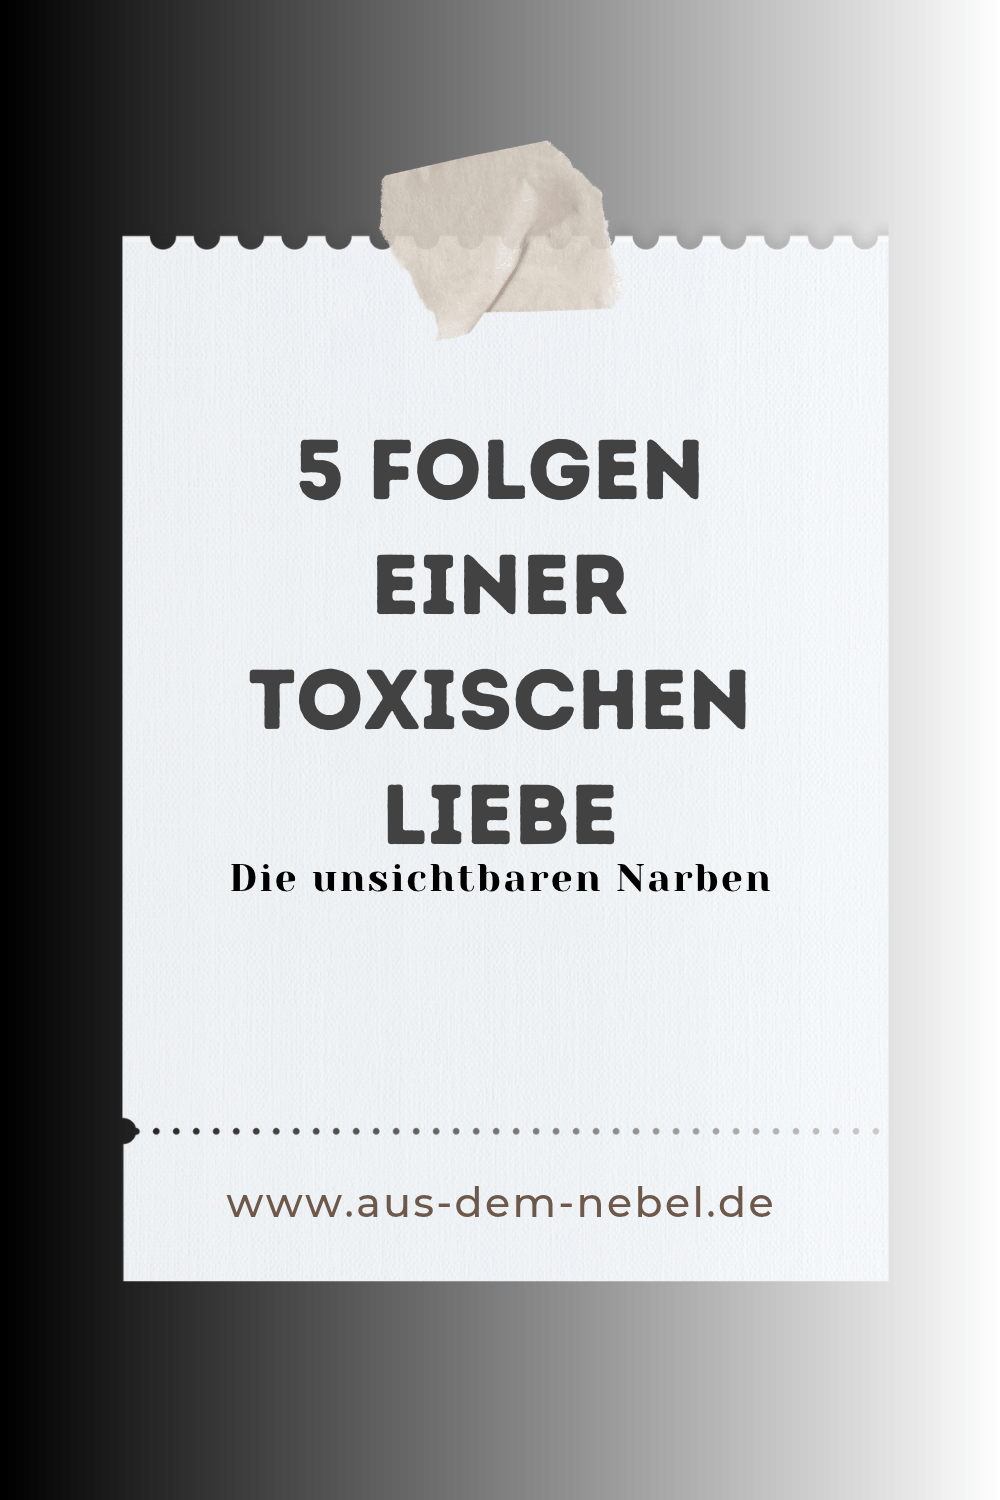 5 FOLGEN
EINER
TOXISCHEN
LIEBE
Die unsichtbaren Narben
www.aus-dem-nebel.de